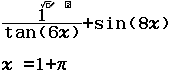 1/tan(6x)+sin(8x)
x=1+π